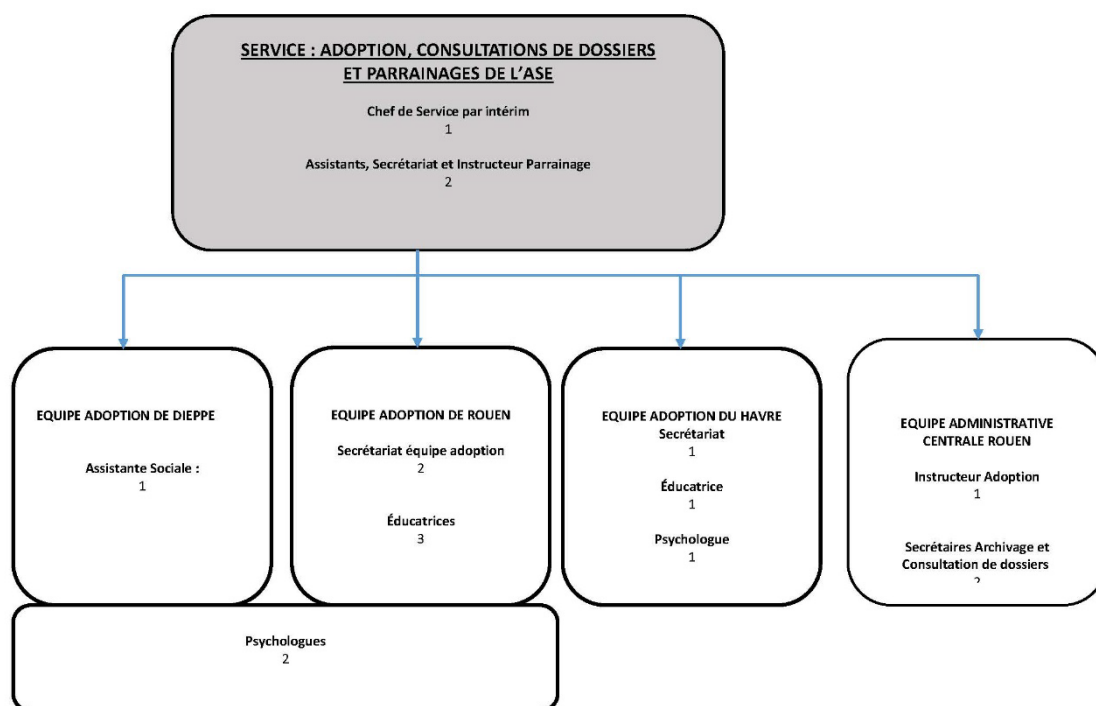 SERVICE : ADOPTION, CONSULTATIONS DE DOSSIERS
ET PARRAINAGES DE L’ASE
Chef de Service par intérim
1
Assistants, Secrétariat et Instructeur Parrainage
2
EQUIPE ADOPTION DE DIEPPE
Assistante Sociale :
1
EQUIPE ADOPTION DE ROUEN
Secrétariat équipe adoption
2
Éducatrices
3
EQUIPE ADOPTION DU HAVRE
Secrétariat
1
Éducatrice
1
Psychologue
1
EQUIPE ADMINISTRATIVE
CENTRALE ROUEN
Instructeur Adoption
1
Secrétaires Archivage et
Consultation de dossiers
Psychologues
2